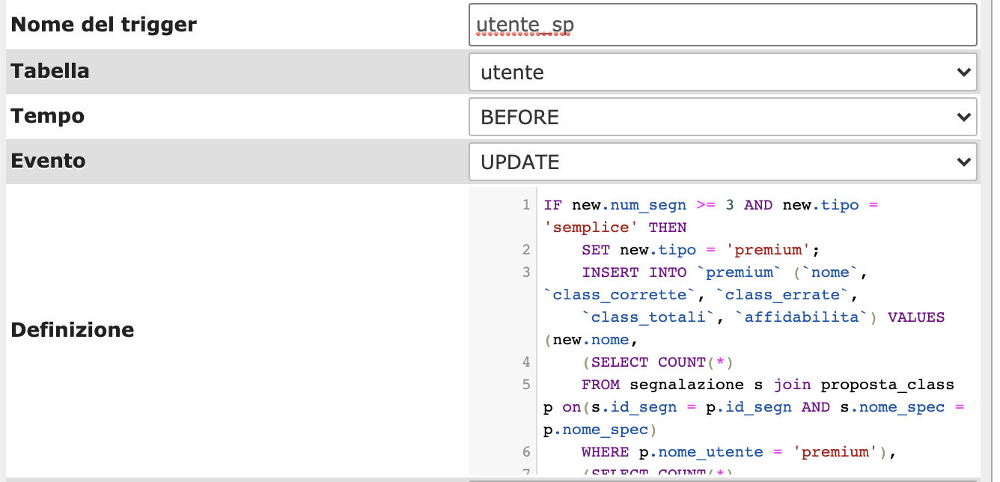 Nome del trigger
utente_sp
Tabella
utente
Tempo
BEFORE
Evento
UPDATE
Definizione
1 IF new.num_segn >= 3 AND new.tipo =
'semplice' THEN
2 SET new.tipo = 'premium';
3 INSERT INTO `premium` (`nome`,
`class_corrette`, `class_errate`,
`class_totali`, `affidabilita`) VALUES
(new.nome,
4 (SELECT COUNT(*)
5 FROM segnalazione s join proposta_class
p on(s.id_segn = p.id_segn AND s.nome_spec =
p.nome_spec)
6 WHERE p.nome_utente = 'premium'),
7 (SELECT COUNT(*)